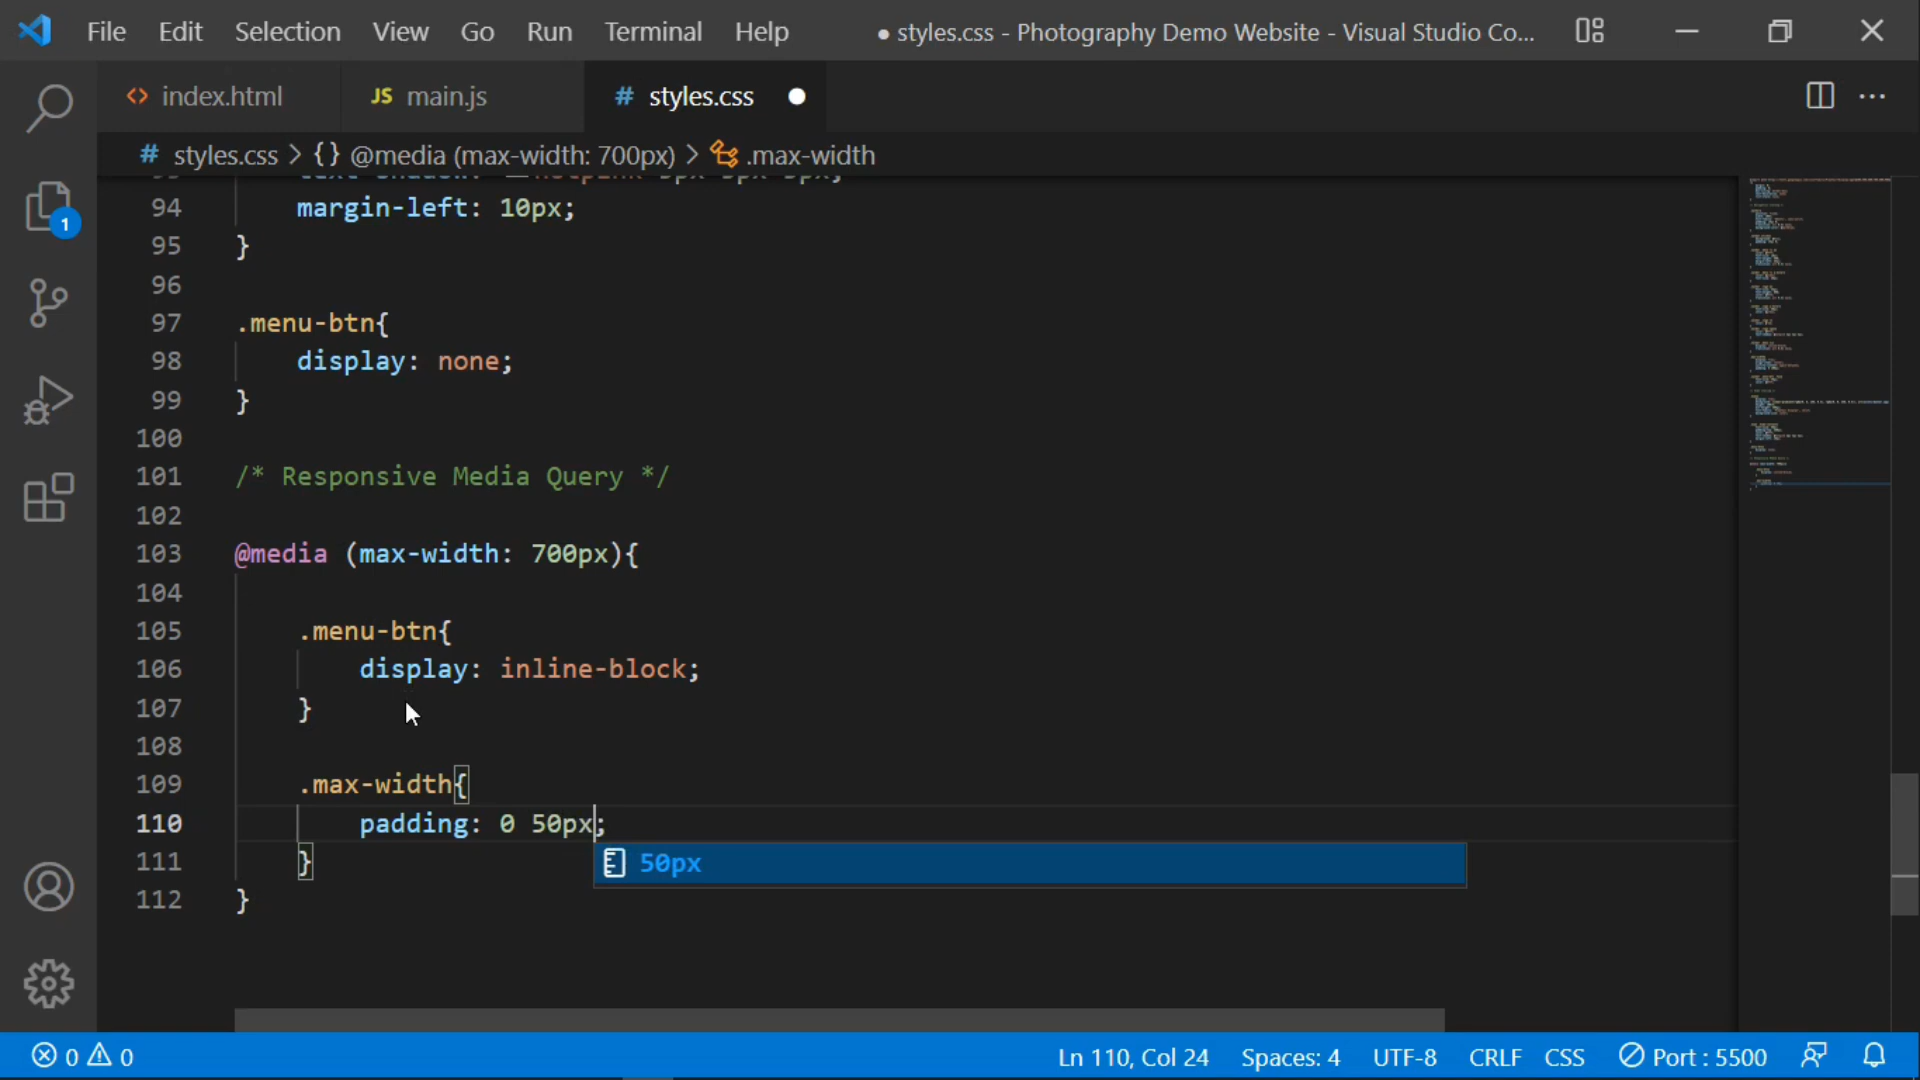 File Edit Selection View Go Run Terminal Help ● styles.css - Photography Demo Website - Visual Studio Co...
<> index.html JS main.js # styles.css ●
# styles.css > {} @media (max-width: 700px) > .max-width
94 margin-left: 10px;
95 }
96
97 .menu-btn{
98 display: none;
99 }
100
101 /* Responsive Media Query */
102
103 @media (max-width: 700px){
104
105 .menu-btn{
106 display: inline-block;
107 }
108
109 .max-width{
110 padding: 0 50px;
111 }
50px
112 }
1
0 0 Ln 110, Col 24 Spaces: 4 UTF-8 CRLF CSS Port : 5500